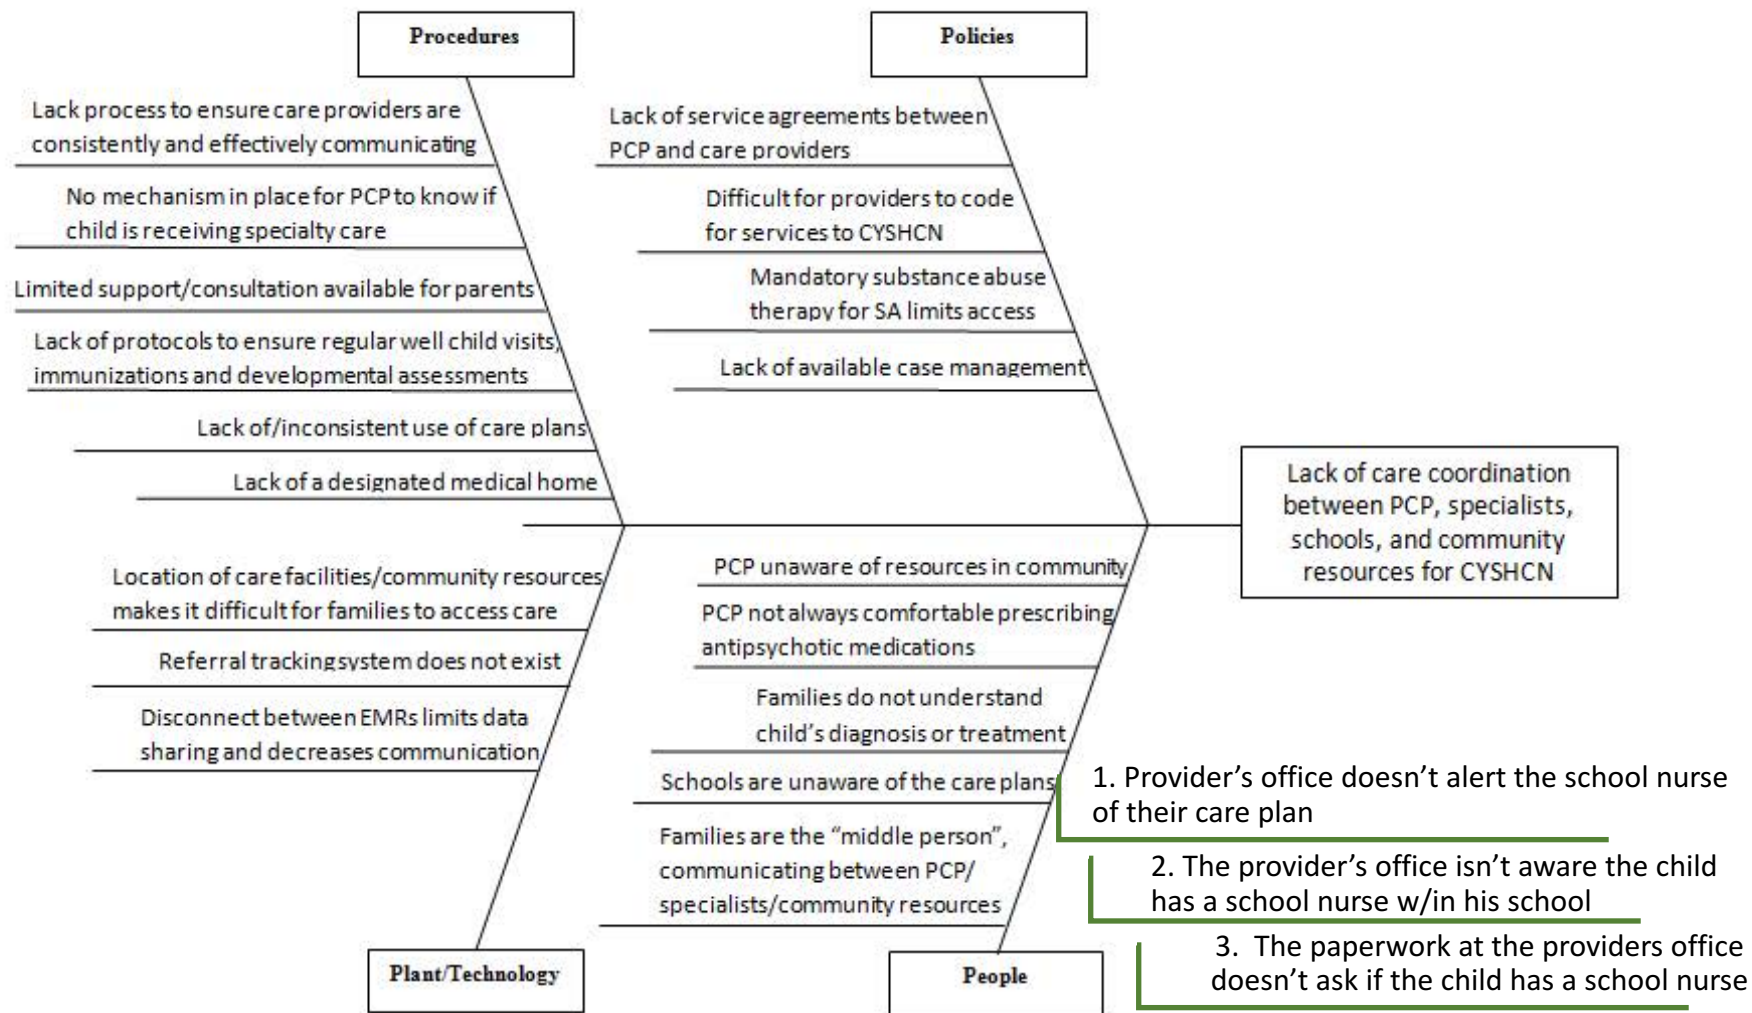 Procedures
Lack process to ensure care providers are
consistently and effectively communicating
No mechanism in place for PCP to know if
child is receiving specialty care
Limited support/consultation available for parents
Lack of protocols to ensure regular well child visits,
immunizations and developmental assessments
Lack of/inconsistent use of care plans
Lack of a designated medical home
Policies
Lack of service agreements between
PCP and care providers
Difficult for providers to code
for services to CYSHCN
Mandatory substance abuse
therapy for SA limits access
Lack of available case management
Lack of care coordination
between PCP, specialists,
schools, and community
resources for CYSHCN
Location of care facilities/community resources
makes it difficult for families to access care
Referral tracking system does not exist
Disconnect between EMRs limits data
sharing and decreases communication
Plant/Technology
PCP unaware of resources in community
PCP not always comfortable prescribing
antipsychotic medications
Families do not understand
child’s diagnosis or treatment
Schools are unaware of the care plans
Families are the “middle person”,
communicating between PCP/
specialists/community resources
People
1. Provider’s office doesn’t alert the school nurse
of their care plan
2. The provider’s office isn’t aware the child
has a school nurse w/in his school
3. The paperwork at the providers office
doesn’t ask if the child has a school nurse